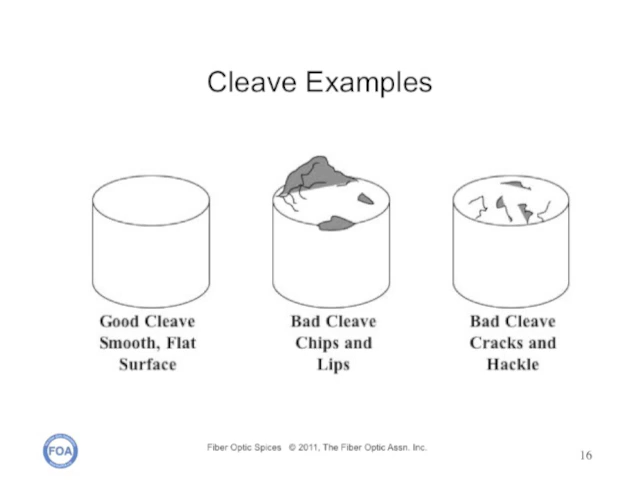 Cleave Examples
Good Cleave
Smooth, Flat
Surface
Bad Cleave
Chips and
Lips
Bad Cleave
Cracks and
Hackle
FOA
Fiber Optic Spices © 2011, The Fiber Optic Assn. Inc.
16